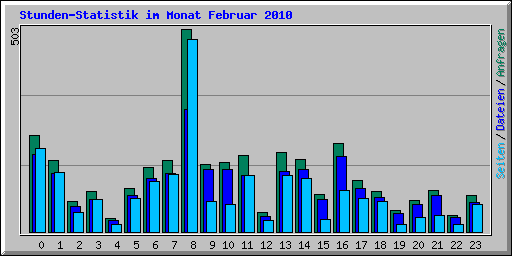 Stunden-Statistik im Monat Februar 2010
503
0 1 2 3 4 5 6 7 8 9 10 11 12 13 14 15 16 17 18 19 20 21 22 23
Seiten / Dateien / Anfragen